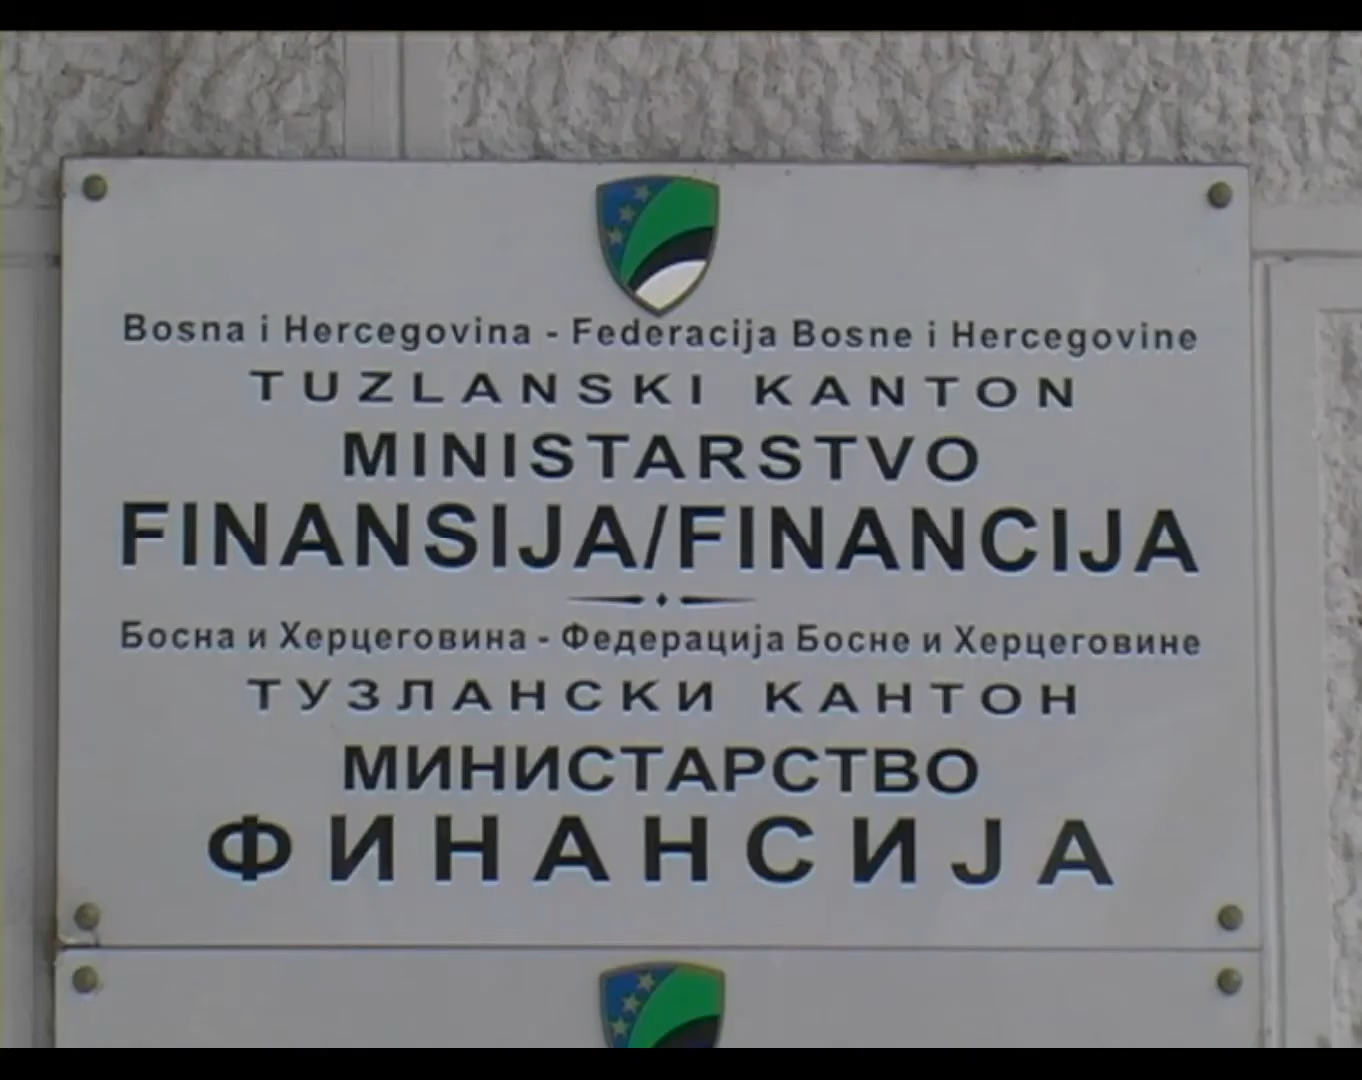 Bosna i Hercegovina - Federacija Bosne i Hercegovine
TUZLANSKI KANTON
MINISTARSTVO
FINANSIJA/FINANCIJA
Босна и Херцеговина - Федерација Босне и Херцеговине
ТУЗЛАНСКИ КАНТОН
МИНИСТАРСТВО
ФИНАНСИЈА